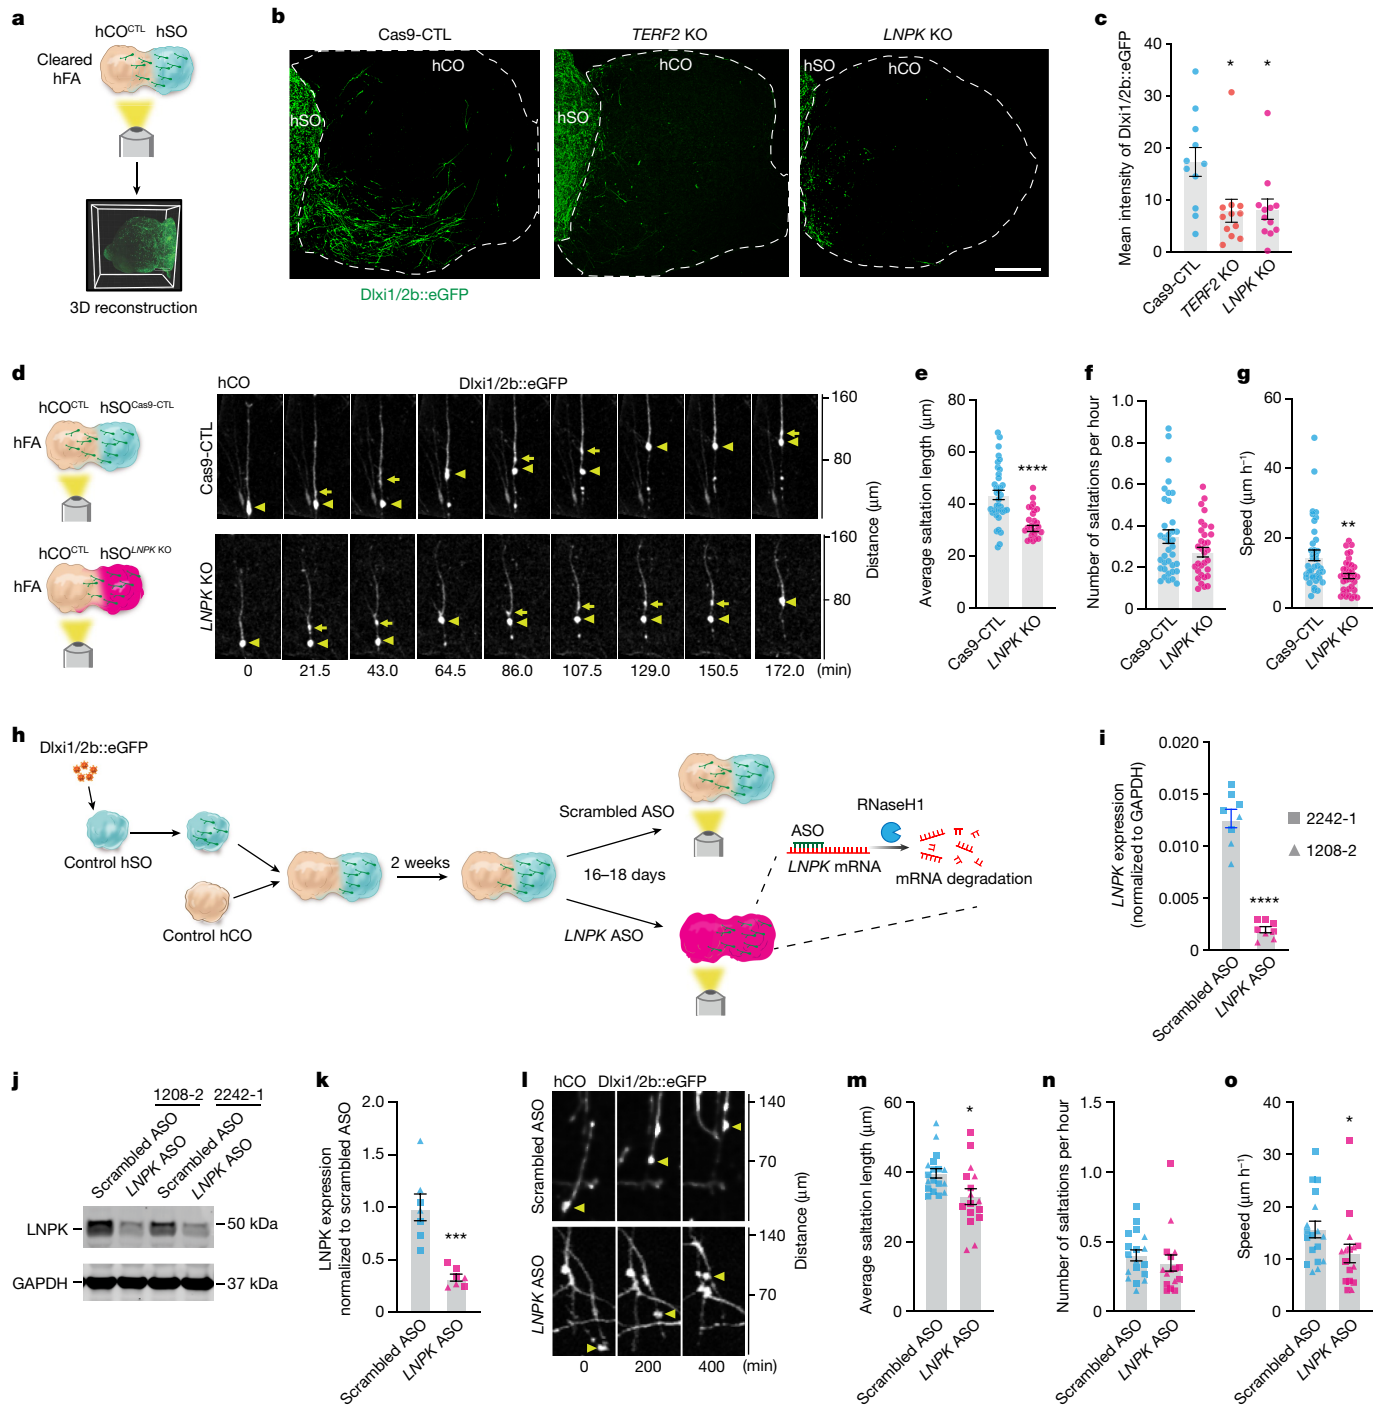 a
hCO^CTL hSO
Cleared
hFA
3D reconstruction
b
Cas9-CTL
TERF2 KO
LNPK KO
hCO
hSO
hCO
hSO
hSO
hCO
Dlxi1/2b::eGFP
c
Mean intensity of Dlxi1/2b::eGFP
40
30
20
10
0
* *
Cas9-CTL
TERF2 KO
LNPK KO
d
hCO^CTL hSO^Cas9-CTL
hFA
hCO^CTL hSO^LNPK KO
hFA
hCO
Dlxi1/2b::eGFP
Cas9-CTL
LNPK KO
160
80
160
80
Distance (μm)
0 21.5 43.0 64.5 86.0 107.5 129.0 150.5 172.0 (min)
e
Average saltation length (μm)
80
60
40
20
0
****
Cas9-CTL
LNPK KO
f
Number of saltations per hour
1.0
0.8
0.6
0.4
0.2
0
Cas9-CTL
LNPK KO
g
Speed (μm h⁻¹)
60
40
20
0
**
Cas9-CTL
LNPK KO
h
Dlxi1/2b::eGFP
Control hSO
Control hCO
2 weeks
Scrambled ASO
16–18 days
LNPK ASO
RNaseH1
ASO
LNPK mRNA
mRNA degradation
i
LNPK expression
(normalized to GAPDH)
0.020
0.015
0.010
0.005
0
****
2242-1
1208-2
Scrambled ASO
LNPK ASO
j
1208-2 2242-1
Scrambled ASO
LNPK ASO
Scrambled ASO
LNPK ASO
LNPK
50 kDa
GAPDH
37 kDa
k
LNPK expression
normalized to scrambled ASO
2.0
1.5
1.0
0.5
0
***
Scrambled ASO
LNPK ASO
l
hCO Dlxi1/2b::eGFP
Scrambled ASO
LNPK ASO
140
70
140
70
Distance (μm)
0 200 400 (min)
m
Average saltation length (μm)
60
40
20
0
*
Scrambled ASO
LNPK ASO
n
Number of saltations per hour
1.5
1.0
0.5
0
Scrambled ASO
LNPK ASO
o
Speed (μm h⁻¹)
40
30
20
10
0
*
Scrambled ASO
LNPK ASO